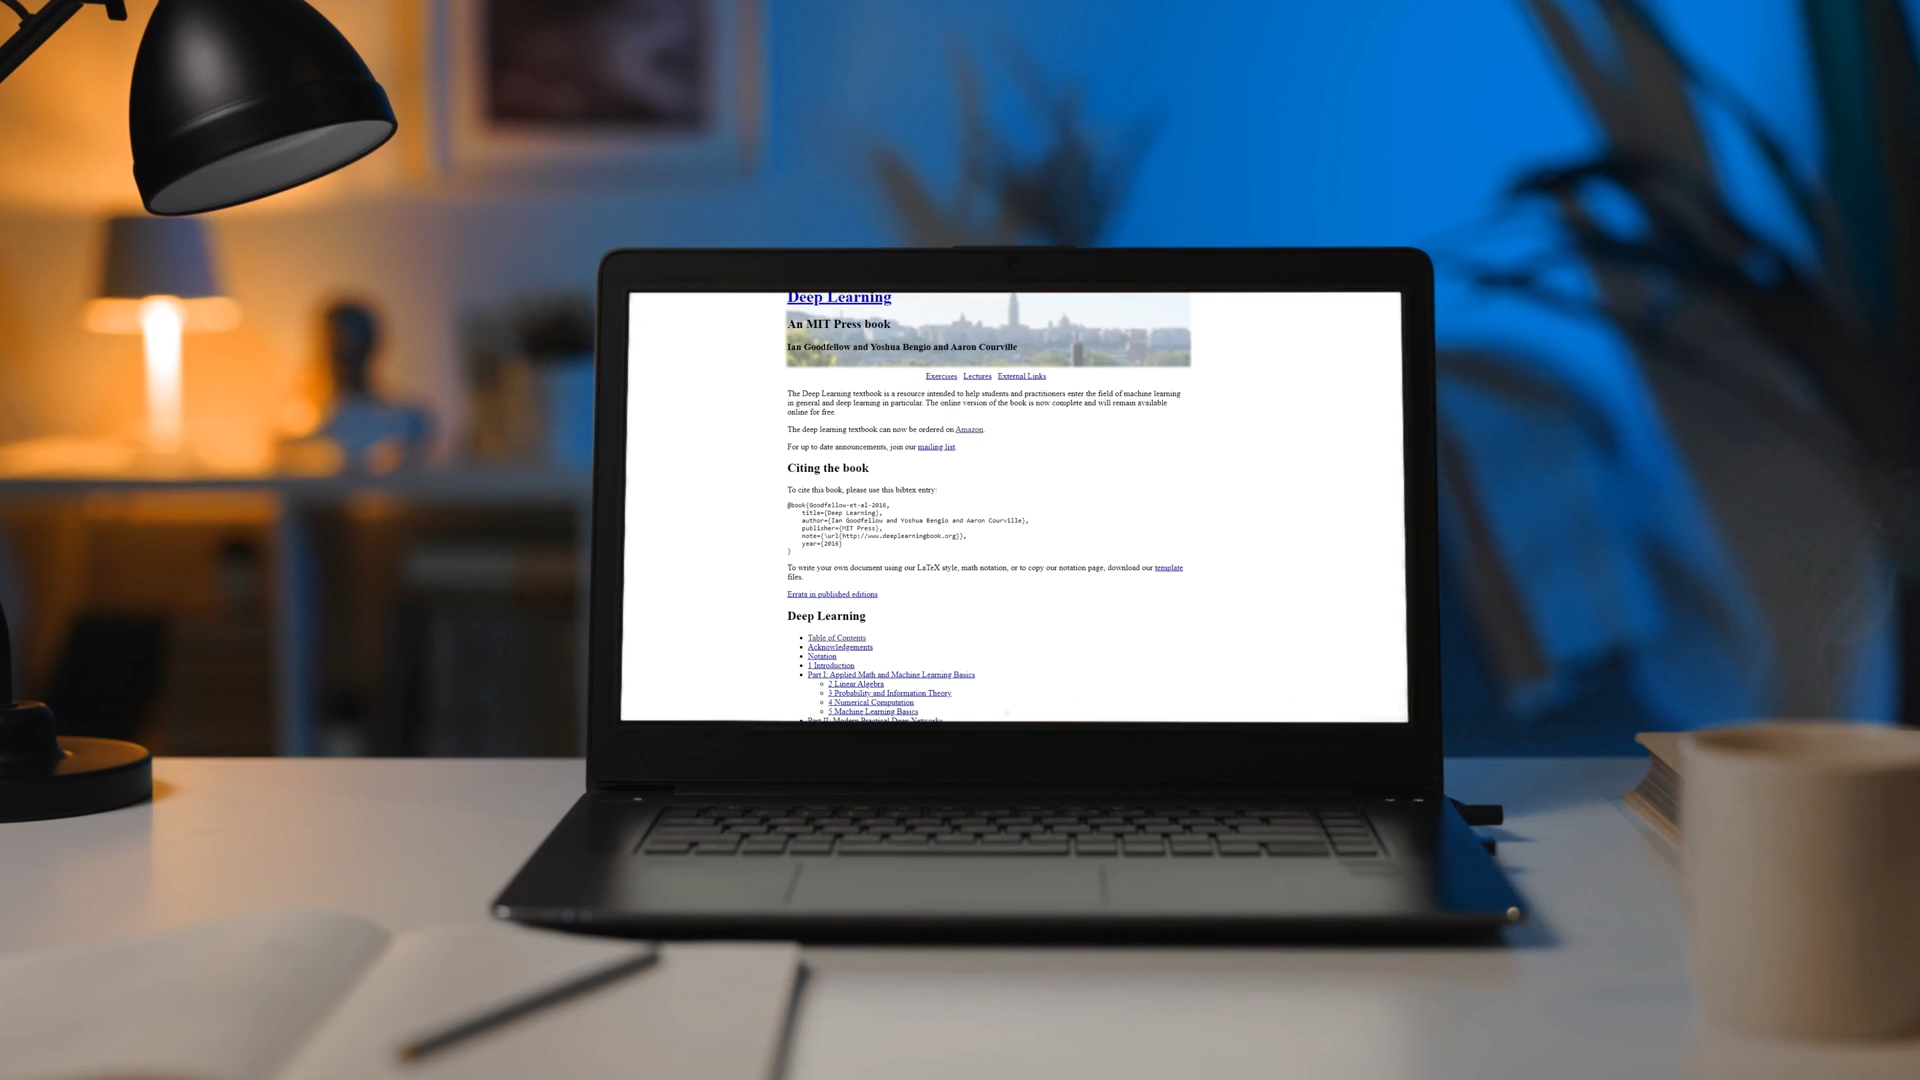 Deep Learning
An MIT Press book
Ian Goodfellow and Yoshua Bengio and Aaron Courville
Exercises Lectures External Links
The Deep Learning textbook is a resource intended to help students and practitioners enter the field of machine learning
in general and deep learning in particular. The online version of the book is now complete and will remain available
online for free.
The deep learning textbook can now be ordered on Amazon.
For up to date announcements, join our mailing list.
Citing the book
To cite this book, please use this bibtex entry:
@book{Goodfellow-et-al-2016,
    title={Deep Learning},
    author={Ian Goodfellow and Yoshua Bengio and Aaron Courville},
    publisher={MIT Press},
    note={\url{http://www.deeplearningbook.org}},
    year={2016}
}
To write your own document using our LaTeX style, math notation, or to copy our notation page, download our template
files.
Errata in published editions
Deep Learning
• Table of Contents
• Acknowledgements
• Notation
• 1 Introduction
• Part I: Applied Math and Machine Learning Basics
○ 2 Linear Algebra
○ 3 Probability and Information Theory
○ 4 Numerical Computation
○ 5 Machine Learning Basics
• Part II: Modern Practical Deep Networks